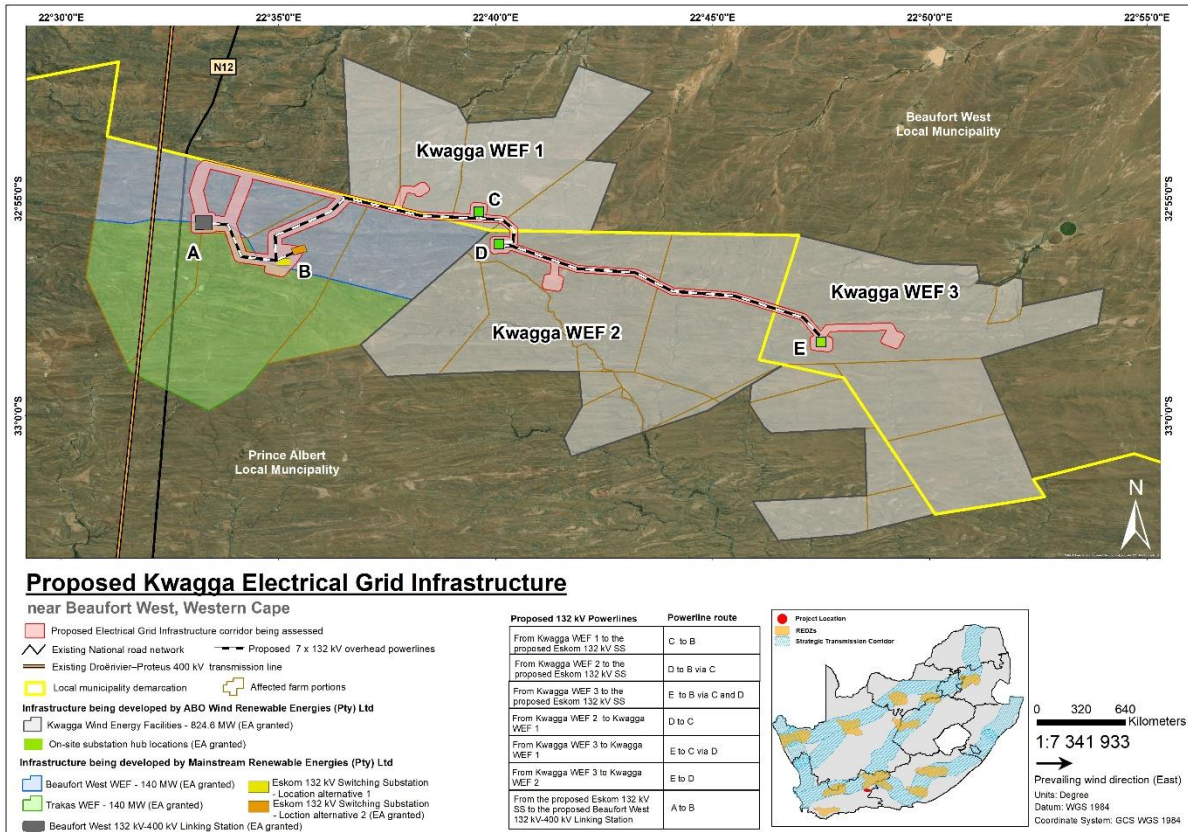 22°30'0"E 22°35'0"E 22°40'0"E 22°45'0"E 22°50'0"E 22°55'0"E
N12
Beaufort West
Local Muncipality
Kwagga WEF 1
32°55'0"S
32°55'0"S
C
A
B
D
Kwagga WEF 3
Kwagga WEF 2
E
33°0'0"S
33°0'0"S
Prince Albert
Local Muncipality
N
Proposed Kwagga Electrical Grid Infrastructure
near Beaufort West, Western Cape
Proposed Electrical Grid Infrastructure corridor being assessed
Existing National road network
Proposed 7 x 132 kV overhead powerlines
Existing Droërivier–Proteus 400 kV transmission line
Local municipality demarcation
Affected farm portions
Infrastructure being developed by ABO Wind Renewable Energies (Pty) Ltd
Kwagga Wind Energy Facilities - 824.6 MW (EA granted)
On-site substation hub locations (EA granted)
Infrastructure being developed by Mainstream Renewable Energies (Pty) Ltd
Beaufort West WEF - 140 MW (EA granted)
Trakas WEF - 140 MW (EA granted)
Beaufort West 132 kV-400 kV Linking Station (EA granted)
Eskom 132 kV Switching Substation
- Location alternative 1
Eskom 132 kV Switching Substation
- Loction alternative 2 (EA granted)
Proposed 132 kV Powerlines Powerline route
From Kwagga WEF 1 to the
proposed Eskom 132 kV SS
C to B
From Kwagga WEF 2 to the
proposed Eskom 132 kV SS
D to B via C
From Kwagga WEF 3 to the
proposed Eskom 132 kV SS
E to B via C and D
From Kwagga WEF 2 to Kwagga
WEF 1
D to C
From Kwagga WEF 3 to Kwagga
WEF 1
E to C via D
From Kwagga WEF 3 to Kwagga
WEF 2
E to D
From the proposed Eskom 132 kV
SS to the proposed Beaufort West
132 kV-400 kV Linking Station
A to B
Project Location
REDZs
Strategic Transmission Corridor
0 320 640
Kilometers
1:7 341 933
Prevailing wind direction (East)
Units: Degree
Datum: WGS 1984
Coordinate System: GCS WGS 1984